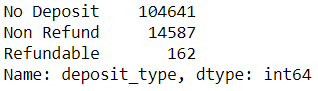 No Deposit    104641
Non Refund     14587
Refundable       162
Name: deposit_type, dtype: int64